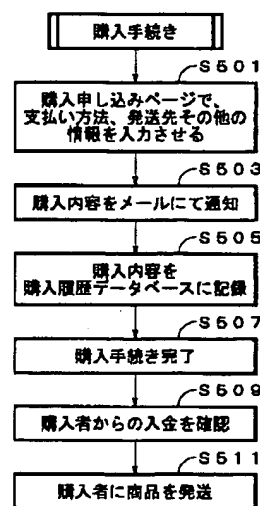 購入手続き
S501
購入申し込みページで、
支払い方法、発送先その他の
情報を入力させる
S503
購入内容をメールにて通知
S505
購入内容を
購入履歴データベースに記録
S507
購入手続き完了
S509
購入者からの入金を確認
S511
購入者に商品を発送